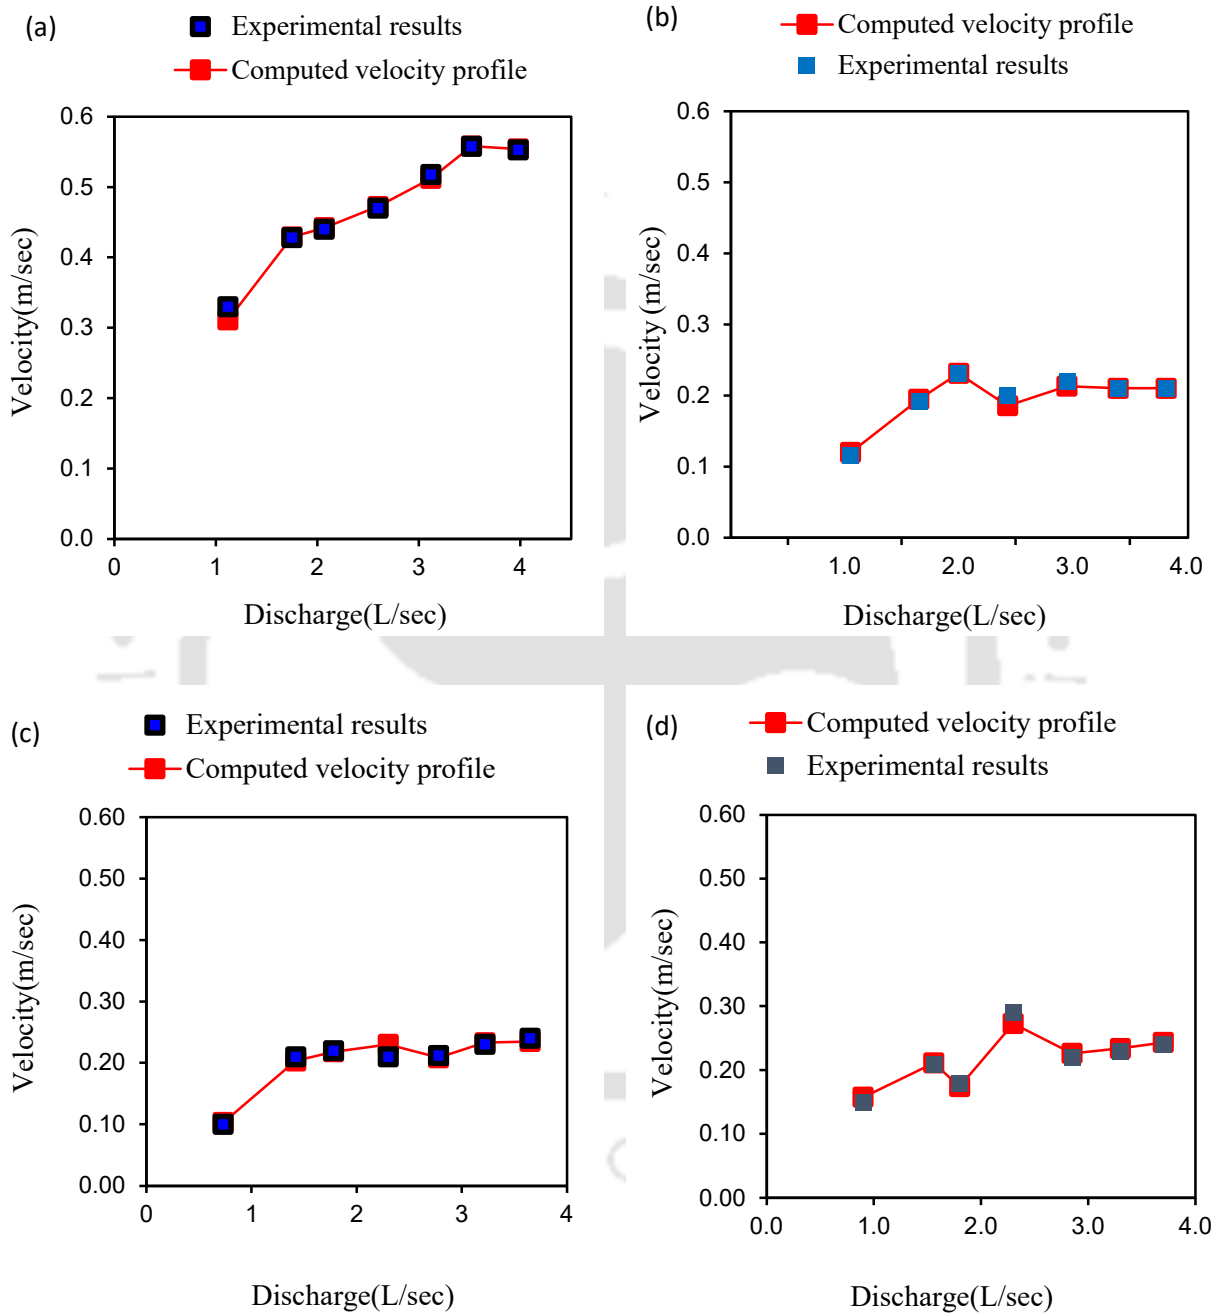 (a)
Experimental results
Computed velocity profile
0.6
0.5
0.4
0.3
0.2
0.1
0.0
0 1 2 3 4
Velocity(m/sec)
Discharge(L/sec)
(b)
Computed velocity profile
Experimental results
0.6
0.5
0.4
0.3
0.2
0.1
0.0
1.0 2.0 3.0 4.0
Velocity (m/sec)
Discharge(L/sec)
(c)
Experimental results
Computed velocity profile
0.60
0.50
0.40
0.30
0.20
0.10
0.00
0 1 2 3 4
Velocity(m/sec)
Discharge(L/sec)
(d)
Computed velocity profile
Experimental results
0.60
0.50
0.40
0.30
0.20
0.10
0.00
0.0 1.0 2.0 3.0 4.0
Velocity(m/sec)
Discharge(L/sec)